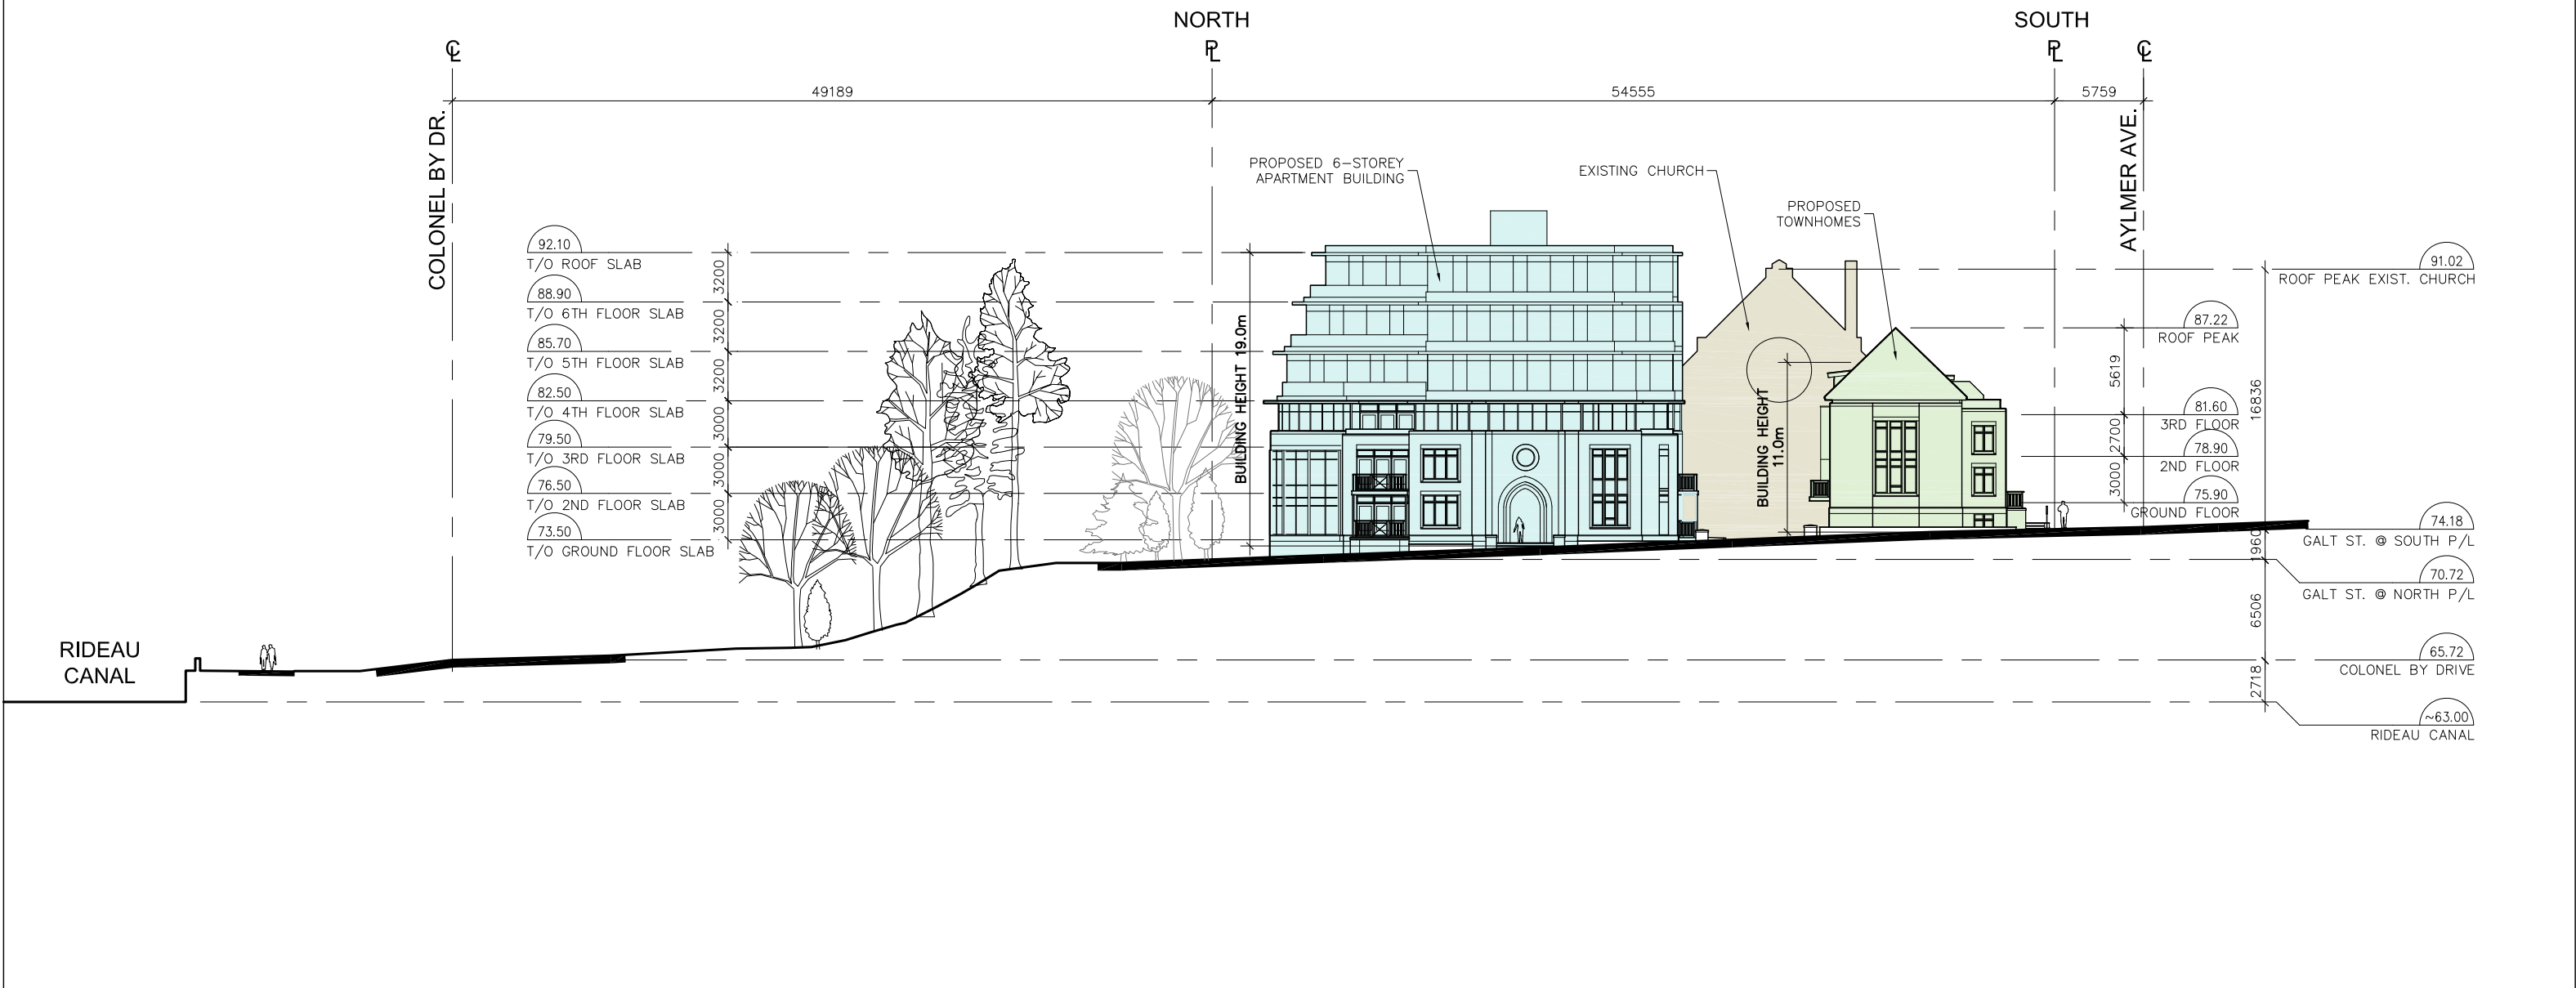 NORTH
SOUTH
℄
PL
PL
℄
49189
54555
5759
COLONEL BY DR.
AYLMER AVE.
PROPOSED 6-STOREY
APARTMENT BUILDING
EXISTING CHURCH
PROPOSED
TOWNHOMES
92.10
T/O ROOF SLAB
3200
88.90
T/O 6TH FLOOR SLAB
3200
85.70
T/O 5TH FLOOR SLAB
3200
82.50
T/O 4TH FLOOR SLAB
3000
79.50
T/O 3RD FLOOR SLAB
3000
76.50
T/O 2ND FLOOR SLAB
3000
73.50
T/O GROUND FLOOR SLAB
BUILDING HEIGHT 19.0m
BUILDING HEIGHT
11.0m
91.02
ROOF PEAK EXIST. CHURCH
87.22
ROOF PEAK
5619
16836
81.60
3RD FLOOR
2700
78.90
2ND FLOOR
3000
75.90
GROUND FLOOR
74.18
GALT ST. @ SOUTH P/L
1960
70.72
GALT ST. @ NORTH P/L
6506
65.72
COLONEL BY DRIVE
2718
~63.00
RIDEAU CANAL
RIDEAU
CANAL